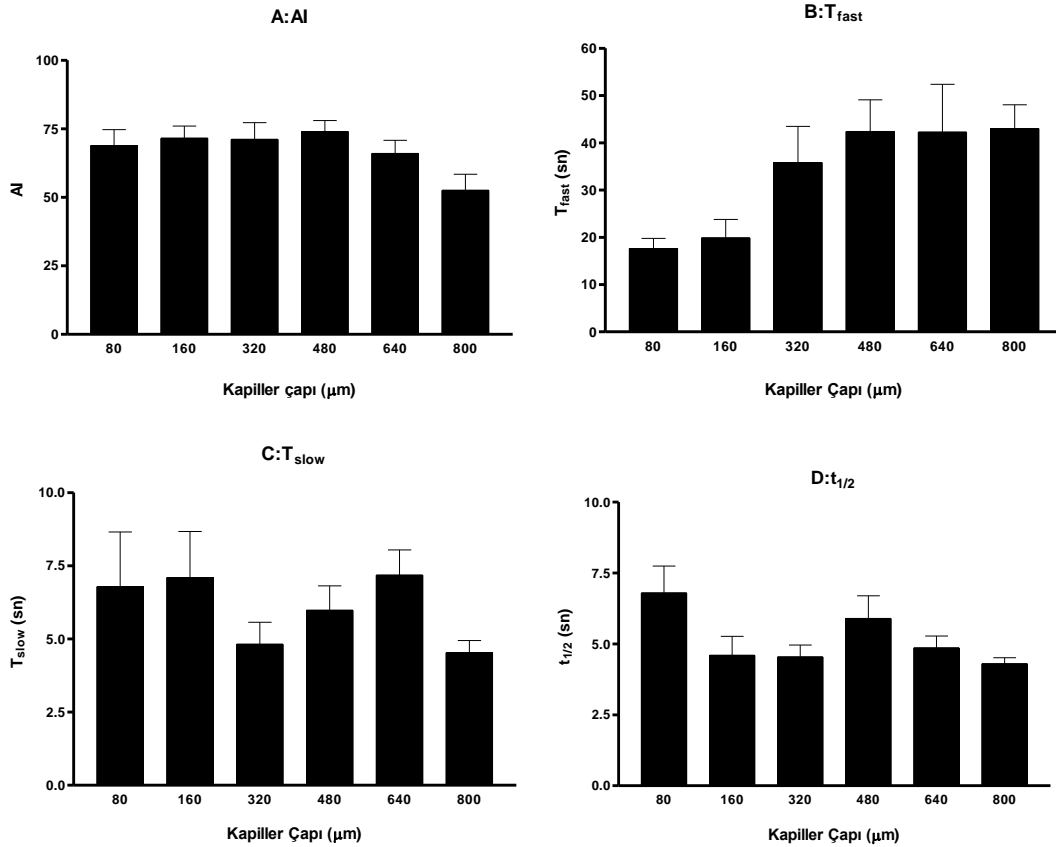 A:AI
100
75
50
25
0
AI
80 160 320 480 640 800
Kapiller çapı (μm)
B:Tfast
60
50
40
30
20
10
0
Tfast (sn)
80 160 320 480 640 800
Kapiller Çapı (μm)
C:Tslow
10.0
7.5
5.0
2.5
0.0
Tslow (sn)
80 160 320 480 640 800
Kapiller Çapı (μm)
D:t1/2
10.0
7.5
5.0
2.5
0.0
t1/2 (sn)
80 160 320 480 640 800
Kapiller Çapı (μm)